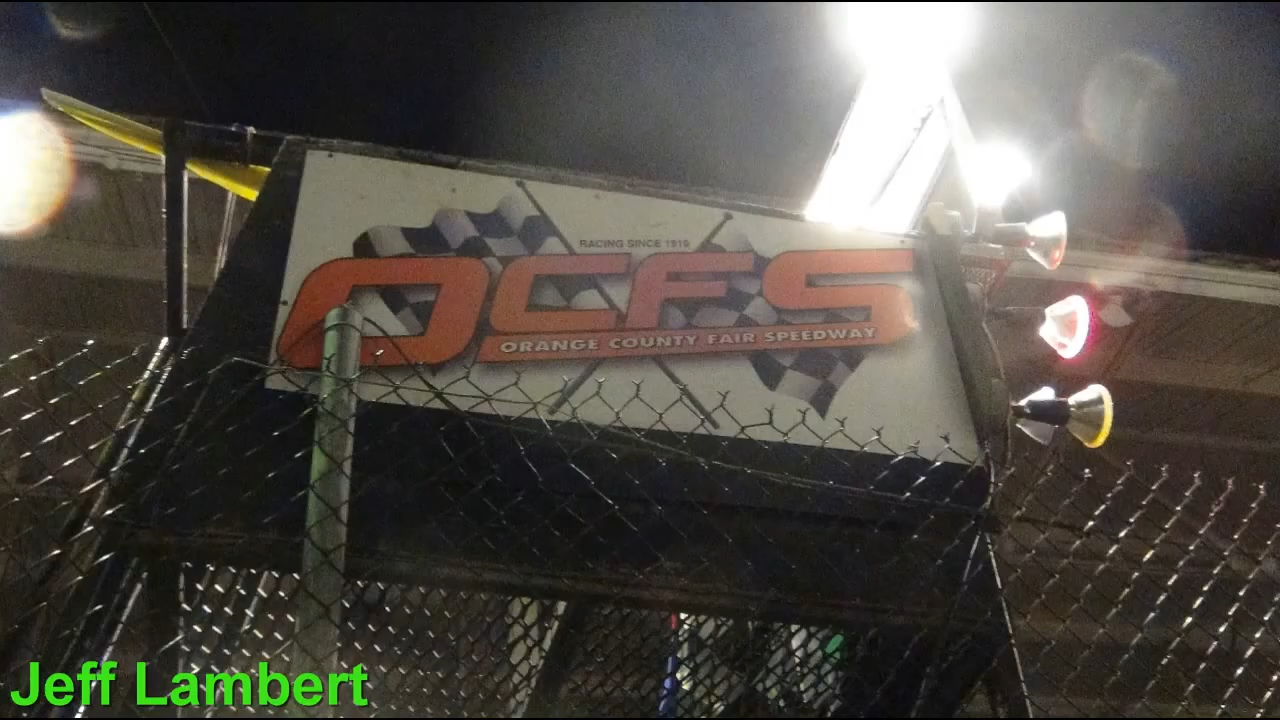 RACING SINCE 1919
OCFS
ORANGE COUNTY FAIR SPEEDWAY
Jeff Lambert